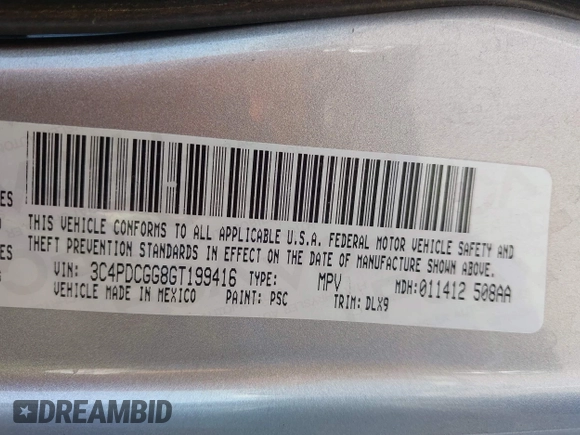 THIS VEHICLE CONFORMS TO ALL APPLICABLE U.S.A. FEDERAL MOTOR VEHICLE SAFETY AND
THEFT PREVENTION STANDARDS IN EFFECT ON THE DATE OF MANUFACTURE SHOWN ABOVE.
VIN: 3C4PDCGG8GT199416 TYPE: MPV MDH:011412 508AA
VEHICLE MADE IN MEXICO PAINT: PSC TRIM: DLX9
DREAMBID